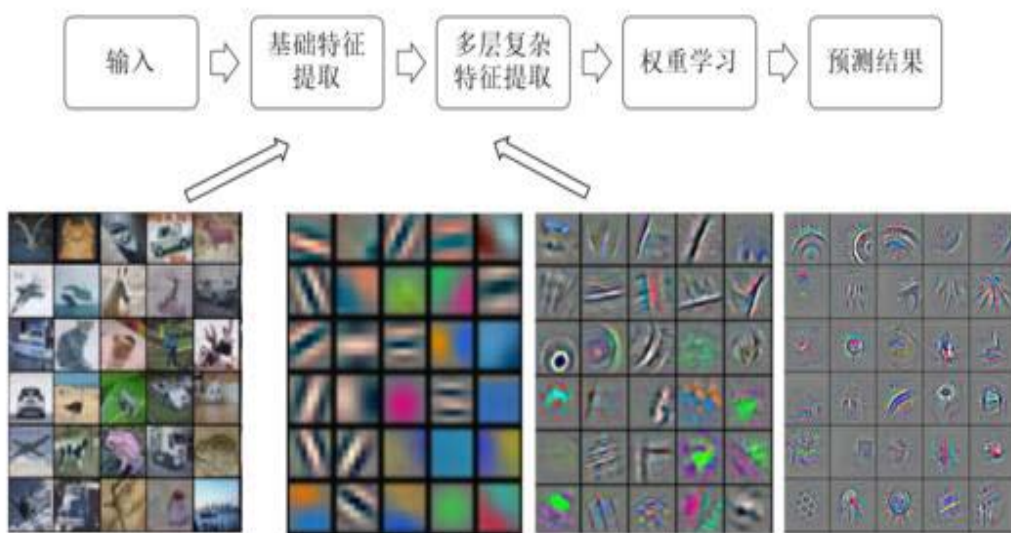 输入
基础特征
提取
多层复杂
特征提取
权重学习
预测结果